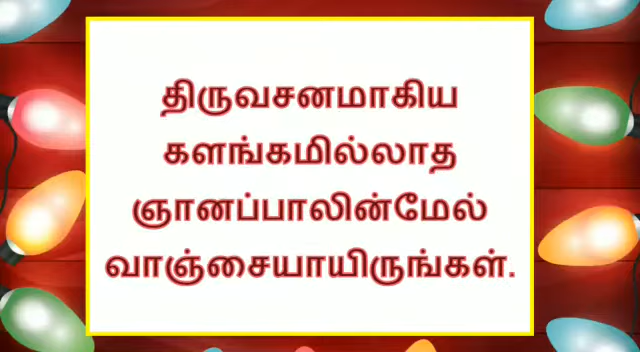 திருவசனமாகிய
களங்கமில்லாத
ஞானப்பாலின்மேல்
வாஞ்சையாயிருங்கள்.